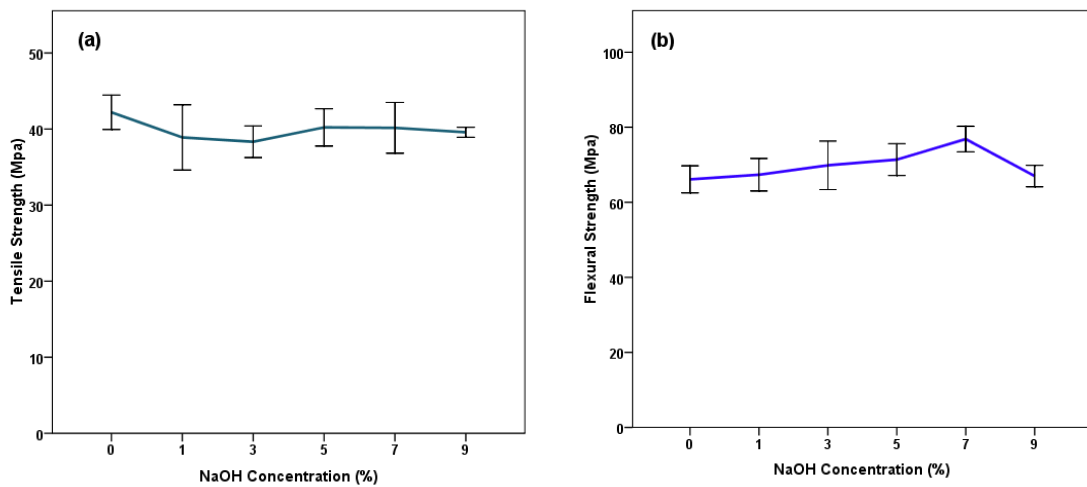 (a)
50
40
30
20
10
0
Tensile Strength (Mpa)
0 1 3 5 7 9
NaOH Concentration (%)
(b)
100
80
60
40
20
0
Flexural Strength (Mpa)
0 1 3 5 7 9
NaOH Concentration (%)